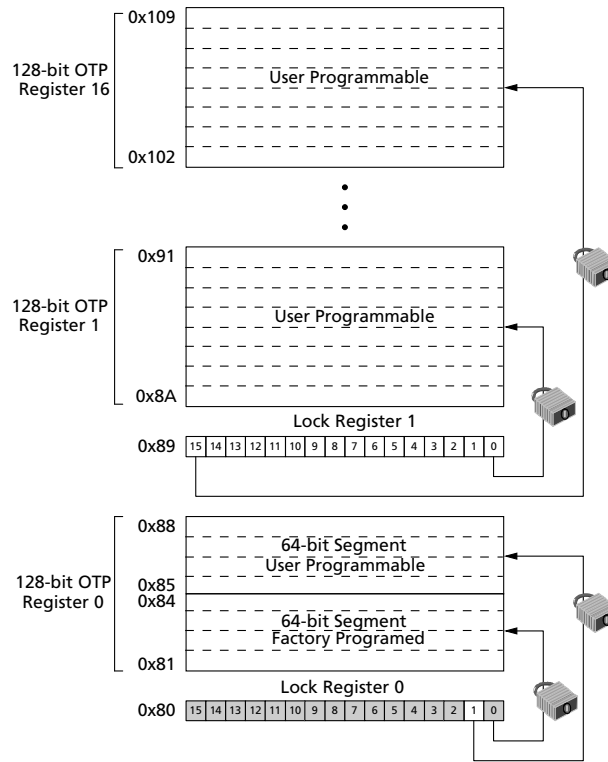 0x109
128-bit OTP
Register 16
User Programmable
0x102
0x91
128-bit OTP
Register 1
User Programmable
0x8A
Lock Register 1
0x89
15 14 13 12 11 10 9 8 7 6 5 4 3 2 1 0
0x88
64-bit Segment
User Programmable
128-bit OTP
Register 0
0x85
0x84
64-bit Segment
Factory Programed
0x81
Lock Register 0
0x80
15 14 13 12 11 10 9 8 7 6 5 4 3 2 1 0